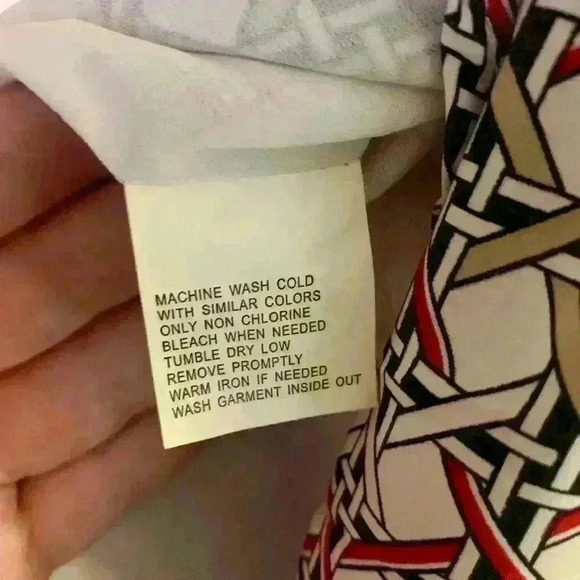 MACHINE WASH COLD
WITH SIMILAR COLORS
ONLY NON CHLORINE
BLEACH WHEN NEEDED
TUMBLE DRY LOW
REMOVE PROMPTLY
WARM IRON IF NEEDED
WASH GARMENT INSIDE OUT